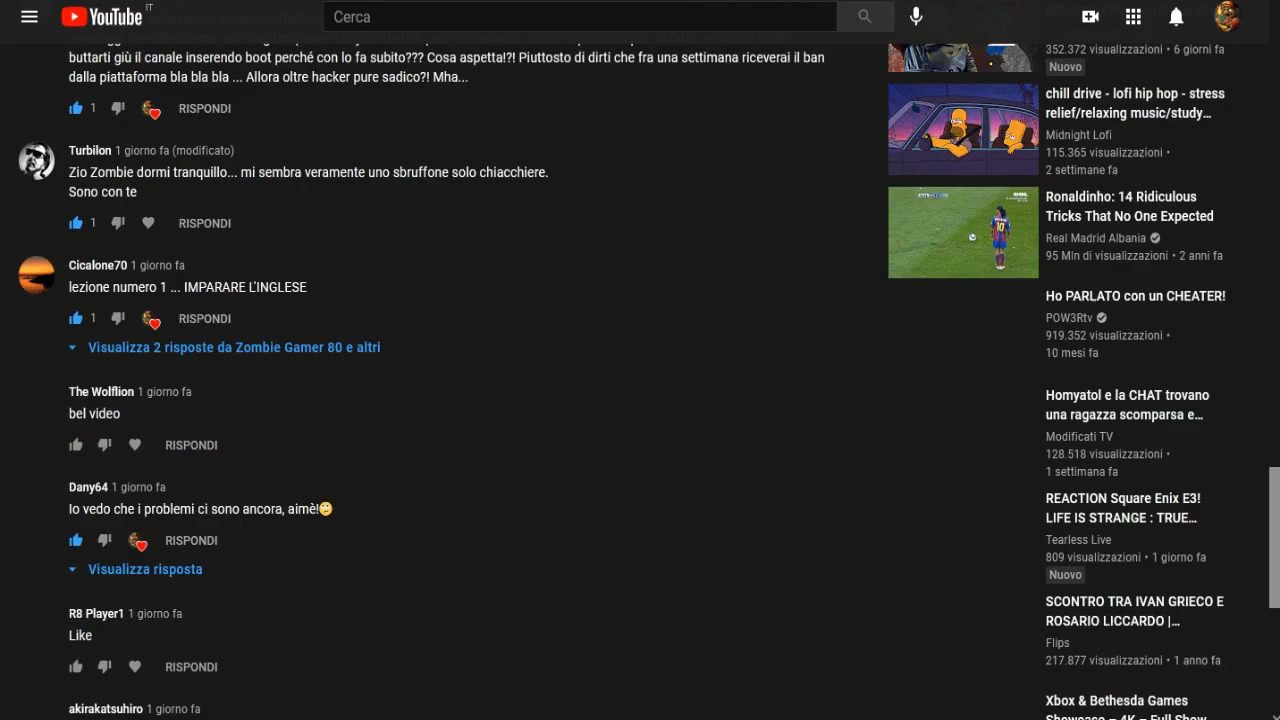 YouTube IT
Cerca
buttarti giù il canale inserendo boot perché con lo fa subito??? Cosa aspetta!?! Piuttosto di dirti che fra una settimana riceverai il ban
dalla piattaforma bla bla bla ... Allora oltre hacker pure sadico?! Mha...
1 RISPONDI
Turbilon 1 giorno fa (modificato)
Zio Zombie dormi tranquillo... mi sembra veramente uno sbruffone solo chiacchiere.
Sono con te
1 RISPONDI
Cicalone70 1 giorno fa
lezione numero 1 ... IMPARARE L'INGLESE
1 RISPONDI
Visualizza 2 risposte da Zombie Gamer 80 e altri
The Wolflion 1 giorno fa
bel video
RISPONDI
Dany64 1 giorno fa
Io vedo che i problemi ci sono ancora, aimè!🙄
RISPONDI
Visualizza risposta
R8 Player1 1 giorno fa
Like
RISPONDI
akirakatsuhiro 1 giorno fa
352.372 visualizzazioni • 6 giorni fa
Nuovo
chill drive - lofi hip hop - stress
relief/relaxing music/study…
Midnight Lofi
115.365 visualizzazioni •
2 settimane fa
10
Ronaldinho: 14 Ridiculous
Tricks That No One Expected
Real Madrid Albania
95 Mln di visualizzazioni • 2 anni fa
Ho PARLATO con un CHEATER!
POW3Rtv
919.352 visualizzazioni •
10 mesi fa
Homyatol e la CHAT trovano
una ragazza scomparsa e…
Modificati TV
128.518 visualizzazioni •
1 settimana fa
REACTION Square Enix E3!
LIFE IS STRANGE : TRUE…
Tearless Live
809 visualizzazioni • 1 giorno fa
Nuovo
SCONTRO TRA IVAN GRIECO E
ROSARIO LICCARDO |…
Flips
217.877 visualizzazioni • 1 anno fa
Xbox & Bethesda Games
Showcase – 4K – Full Show